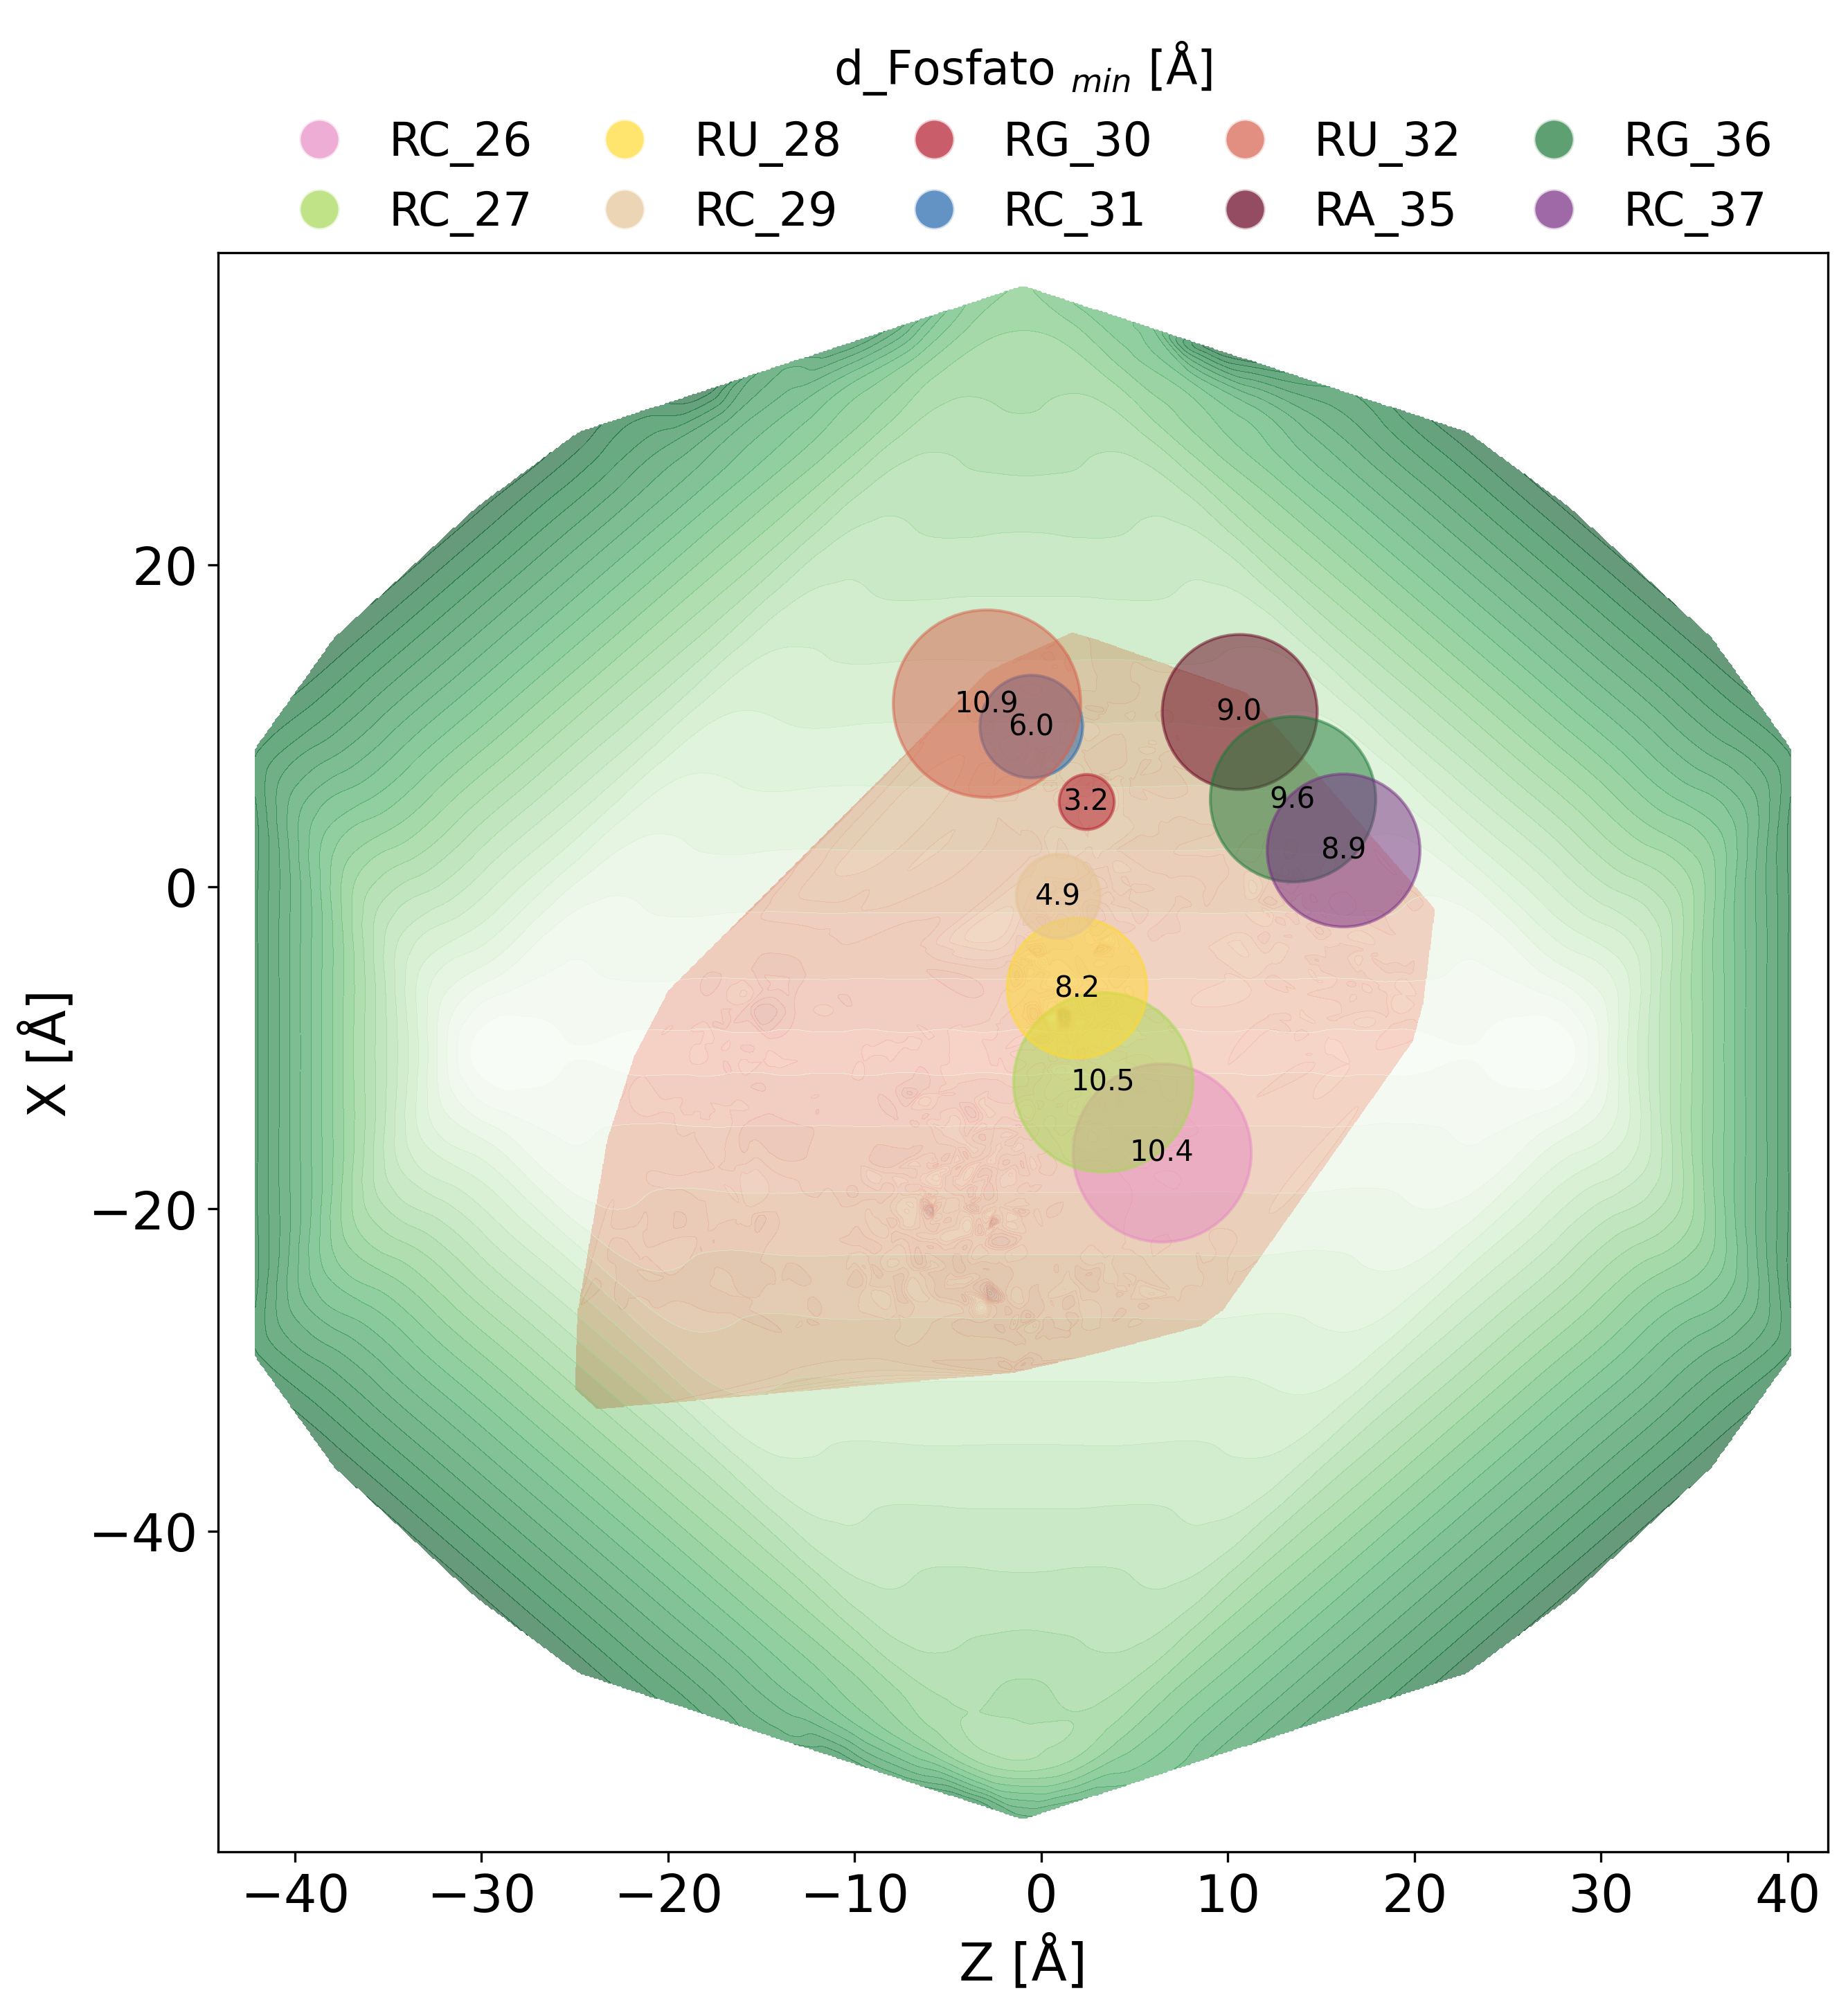 d_Fosfato min [Å]
RC_26 RU_28 RG_30 RU_32 RG_36
RC_27 RC_29 RC_31 RA_35 RC_37
20
0
−20
−40
X [Å]
10.9
6.0
9.0
3.2
9.6
8.9
4.9
8.2
10.5
10.4
−40 −30 −20 −10 0 10 20 30 40
Z [Å]